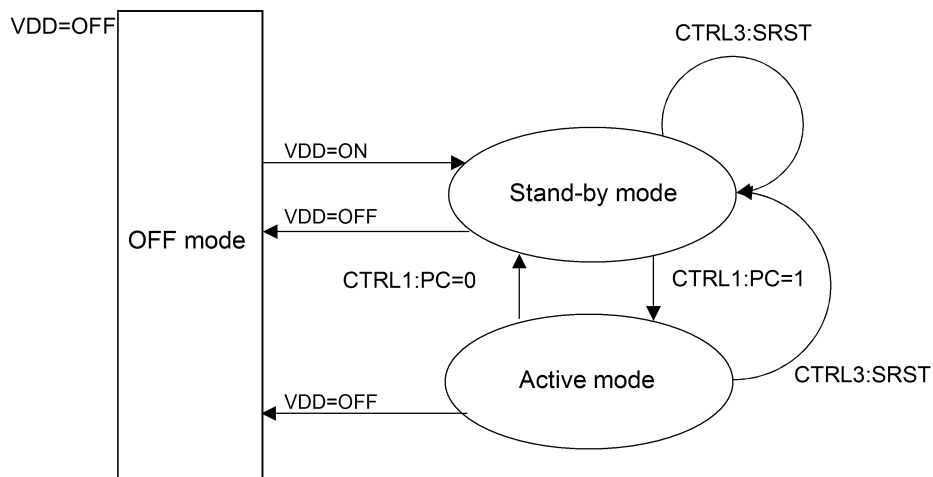 VDD=OFF
CTRL3:SRST
VDD=ON
Stand-by mode
VDD=OFF
OFF mode
CTRL1:PC=0
CTRL1:PC=1
Active mode
CTRL3:SRST
VDD=OFF